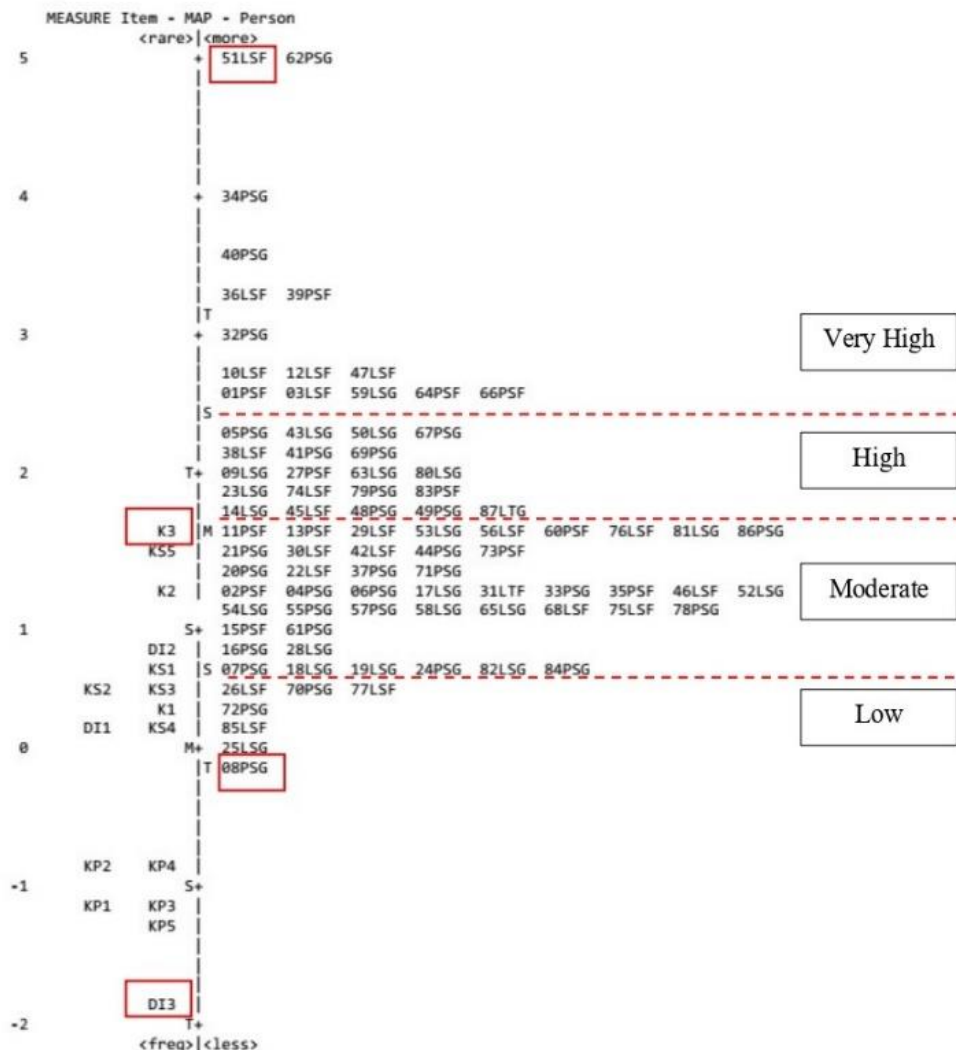 MEASURE Item - MAP - Person
<rare>|<more>
5 + 51LSF 62PSG
|
|
|
|
|
|
4 + 34PSG
|
|
| 40PSG
|
| 36LSF 39PSF
|T
3 + 32PSG
|
Very High
| 10LSF 12LSF 47LSF
| 01PSF 03LSF 59LSG 64PSF 66PSF
|S
| 05PSG 43LSG 50LSG 67PSG
| 38LSF 41PSG 69PSG
High
2 T+ 09LSG 27PSF 63LSG 80LSG
| 23LSG 74LSF 79PSG 83PSF
| 14LSG 45LSF 48PSG 49PSG 87LTG
K3 |M 11PSF 13PSF 29LSF 53LSG 56LSF 60PSF 76LSF 81LSG 86PSG
KS5 | 21PSG 30LSF 42LSF 44PSG 73PSF
| 20PSG 22LSF 37PSG 71PSG
K2 | 02PSF 04PSG 06PSG 17LSG 31LTF 33PSG 35PSF 46LSF 52LSG
Moderate
| 54LSG 55PSG 57PSG 58LSG 65LSG 68LSF 75LSF 78PSG
1 S+ 15PSF 61PSG
DI2 | 16PSG 28LSG
KS1 |S 07PSG 18LSG 19LSG 24PSG 82LSG 84PSG
KS2 KS3 | 26LSF 70PSG 77LSF
K1 | 72PSG
Low
DI1 KS4 | 85LSF
0 M+ 25LSG
|T 08PSG
|
|
|
|
KP2 KP4 |
-1 S+
KP1 KP3 |
KP5 |
|
|
|
DI3 |
-2 T+
<freq>|<less>